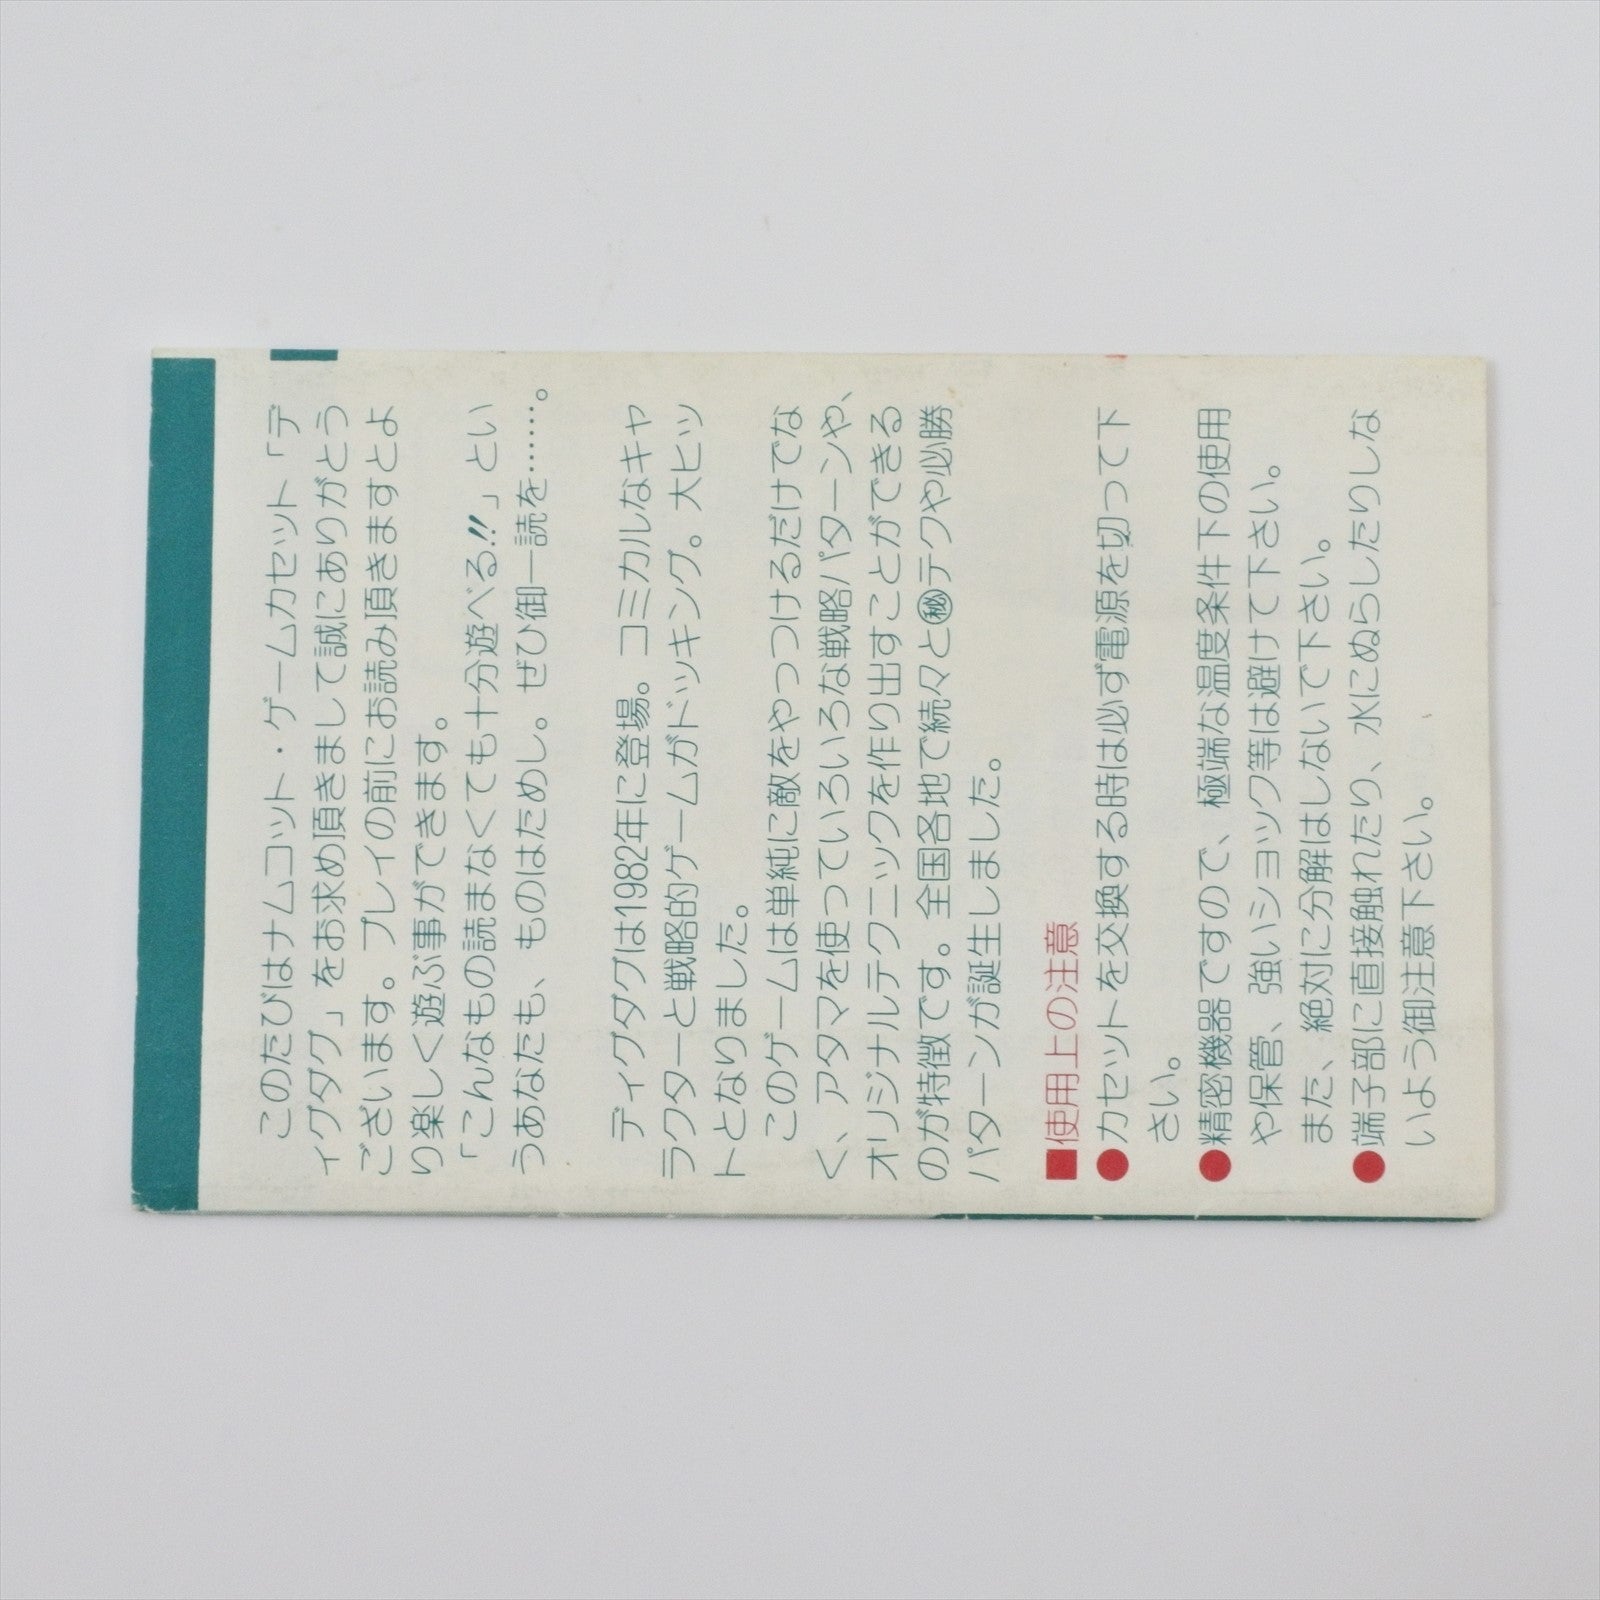 このたびはナムコット・ゲームカセット「デ
ィグダグ」をお求め頂きまして誠にありがとう
ございます。プレイの前にお読み頂きますとよ
り楽しく遊ぶ事ができます。
「こんなもの読まなくても十分遊べる!!」とい
うあなたも、ものはためし。ぜひ御一読を……。
ディグダグは1982年に登場。コミカルなキャ
ラクターと戦略的ゲームがドッキング。大ヒッ
トとなりました。
このゲームは単純に敵をやっつけるだけでな
く、アタマを使っていろいろな戦略パターンや、
オリジナルテクニックを作り出すことができる
のが特徴です。全国各地で続々と㊙テクや必勝
パターンが誕生しました。
■使用上の注意
●カセットを交換する時は必ず電源を切って下
さい。
●精密機器ですので、極端な温度条件下の使用
や保管、強いショック等は避けて下さい。
また、絶対に分解はしないで下さい。
●端子部に直接触れたり、水にぬらしたりしな
いよう御注意下さい。